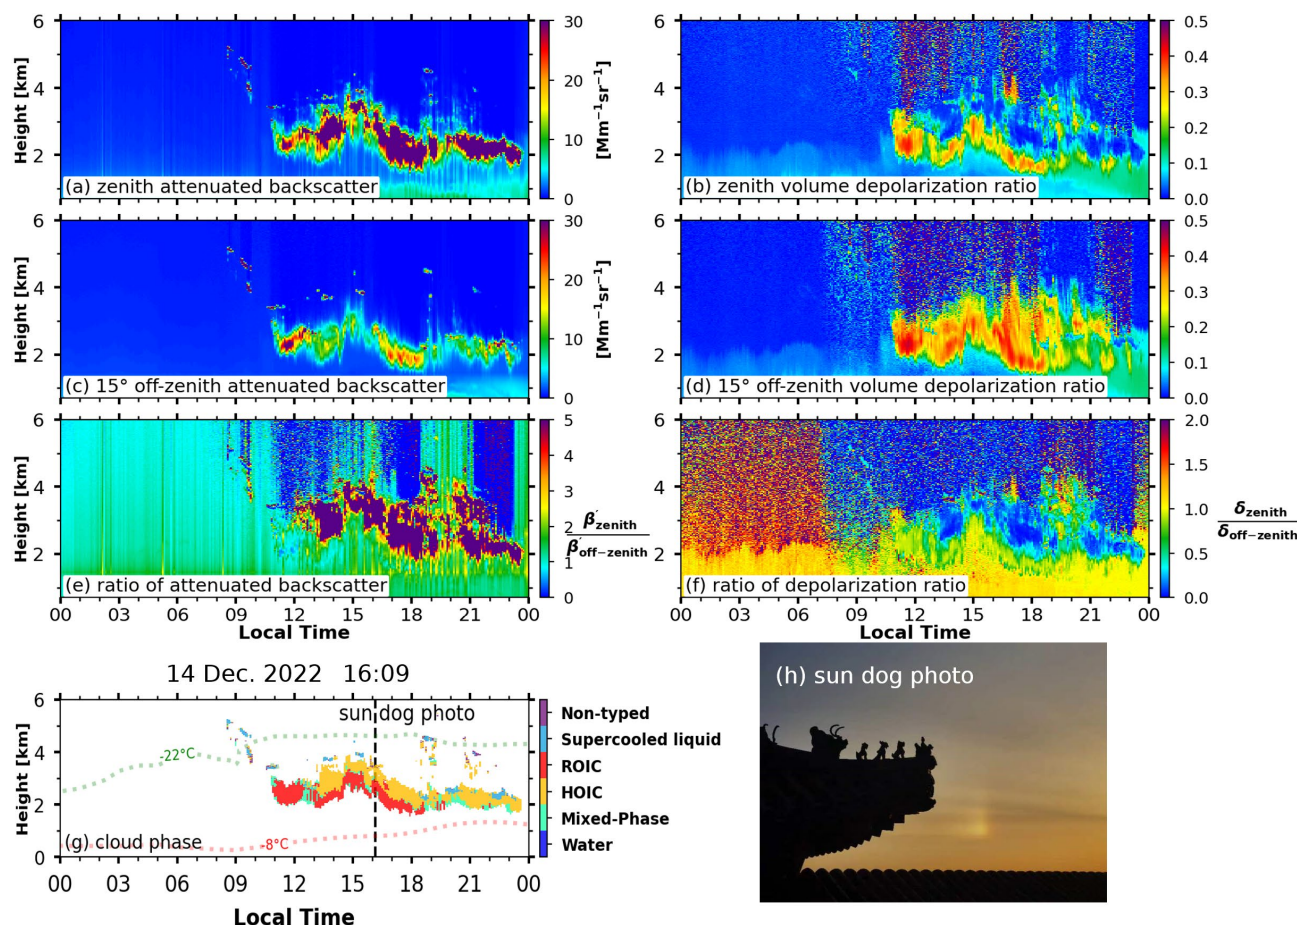 6
4
2
Height [km]
(a) zenith attenuated backscatter
30
20
10
0
[Mm⁻¹sr⁻¹]
6
4
2
(b) zenith volume depolarization ratio
0.5
0.4
0.3
0.2
0.1
0.0
6
4
2
Height [km]
(c) 15° off-zenith attenuated backscatter
30
20
10
0
[Mm⁻¹sr⁻¹]
6
4
2
(d) 15° off-zenith volume depolarization ratio
0.5
0.4
0.3
0.2
0.1
0.0
6
4
2
Height [km]
(e) ratio of attenuated backscatter
00 03 06 09 12 15 18 21 00
Local Time
5
4
3
2
1
0
β′zenith
β′off−zenith
6
4
2
(f) ratio of depolarization ratio
00 03 06 09 12 15 18 21 00
Local Time
2.0
1.5
1.0
0.5
0.0
δzenith
δoff−zenith
14 Dec. 2022 16:09
6
4
2
0
Height [km]
sun dog photo
-22°C
-8°C
(g) cloud phase
00 03 06 09 12 15 18 21 00
Local Time
Non-typed
Supercooled liquid
ROIC
HOIC
Mixed-Phase
Water
(h) sun dog photo